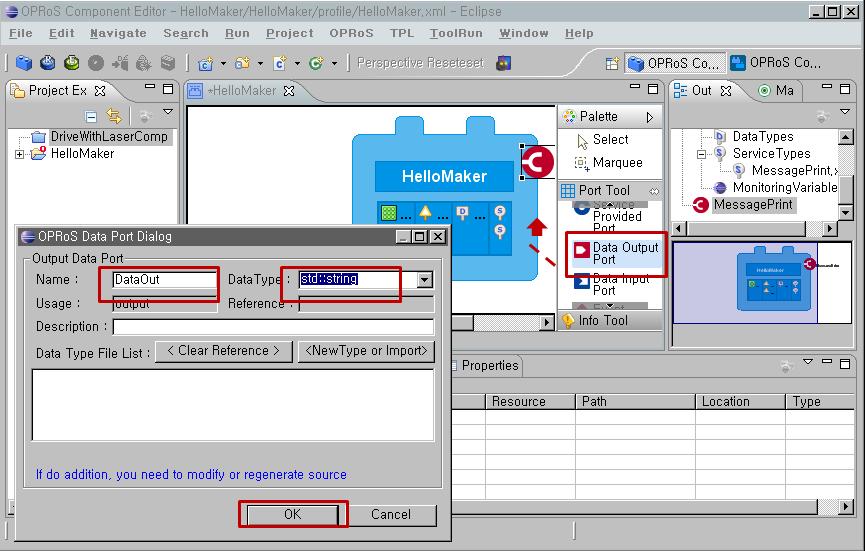 OPRoS Component Editor - HelloMaker/HelloMaker/profile/HelloMaker.xml - Eclipse
File Edit Navigate Search Run Project OPRoS TPL ToolRun Window Help
Perspective Reseteset
OPRoS Co...
OPRoS Co...
Project Ex
DriveWithLaserComp
HelloMaker
*HelloMaker
HelloMaker
... ... ...
Palette
Select
Marquee
Port Tool
Service
Provided
Port
Data Output
Port
Data Input
Port
Info Tool
Out
Ma
DataTypes
ServiceTypes
MessagePrint.x
MonitoringVariable
MessagePrint
HelloMaker
OPRoS Data Port Dialog
Output Data Port
Name : DataOut
DataType : std::string
Usage : output
Reference :
Description :
Data Type File List :
< Clear Reference >
<NewType or Import>
If do addition, you need to modify or regenerate source
OK
Cancel
Properties
Resource Path Location Type